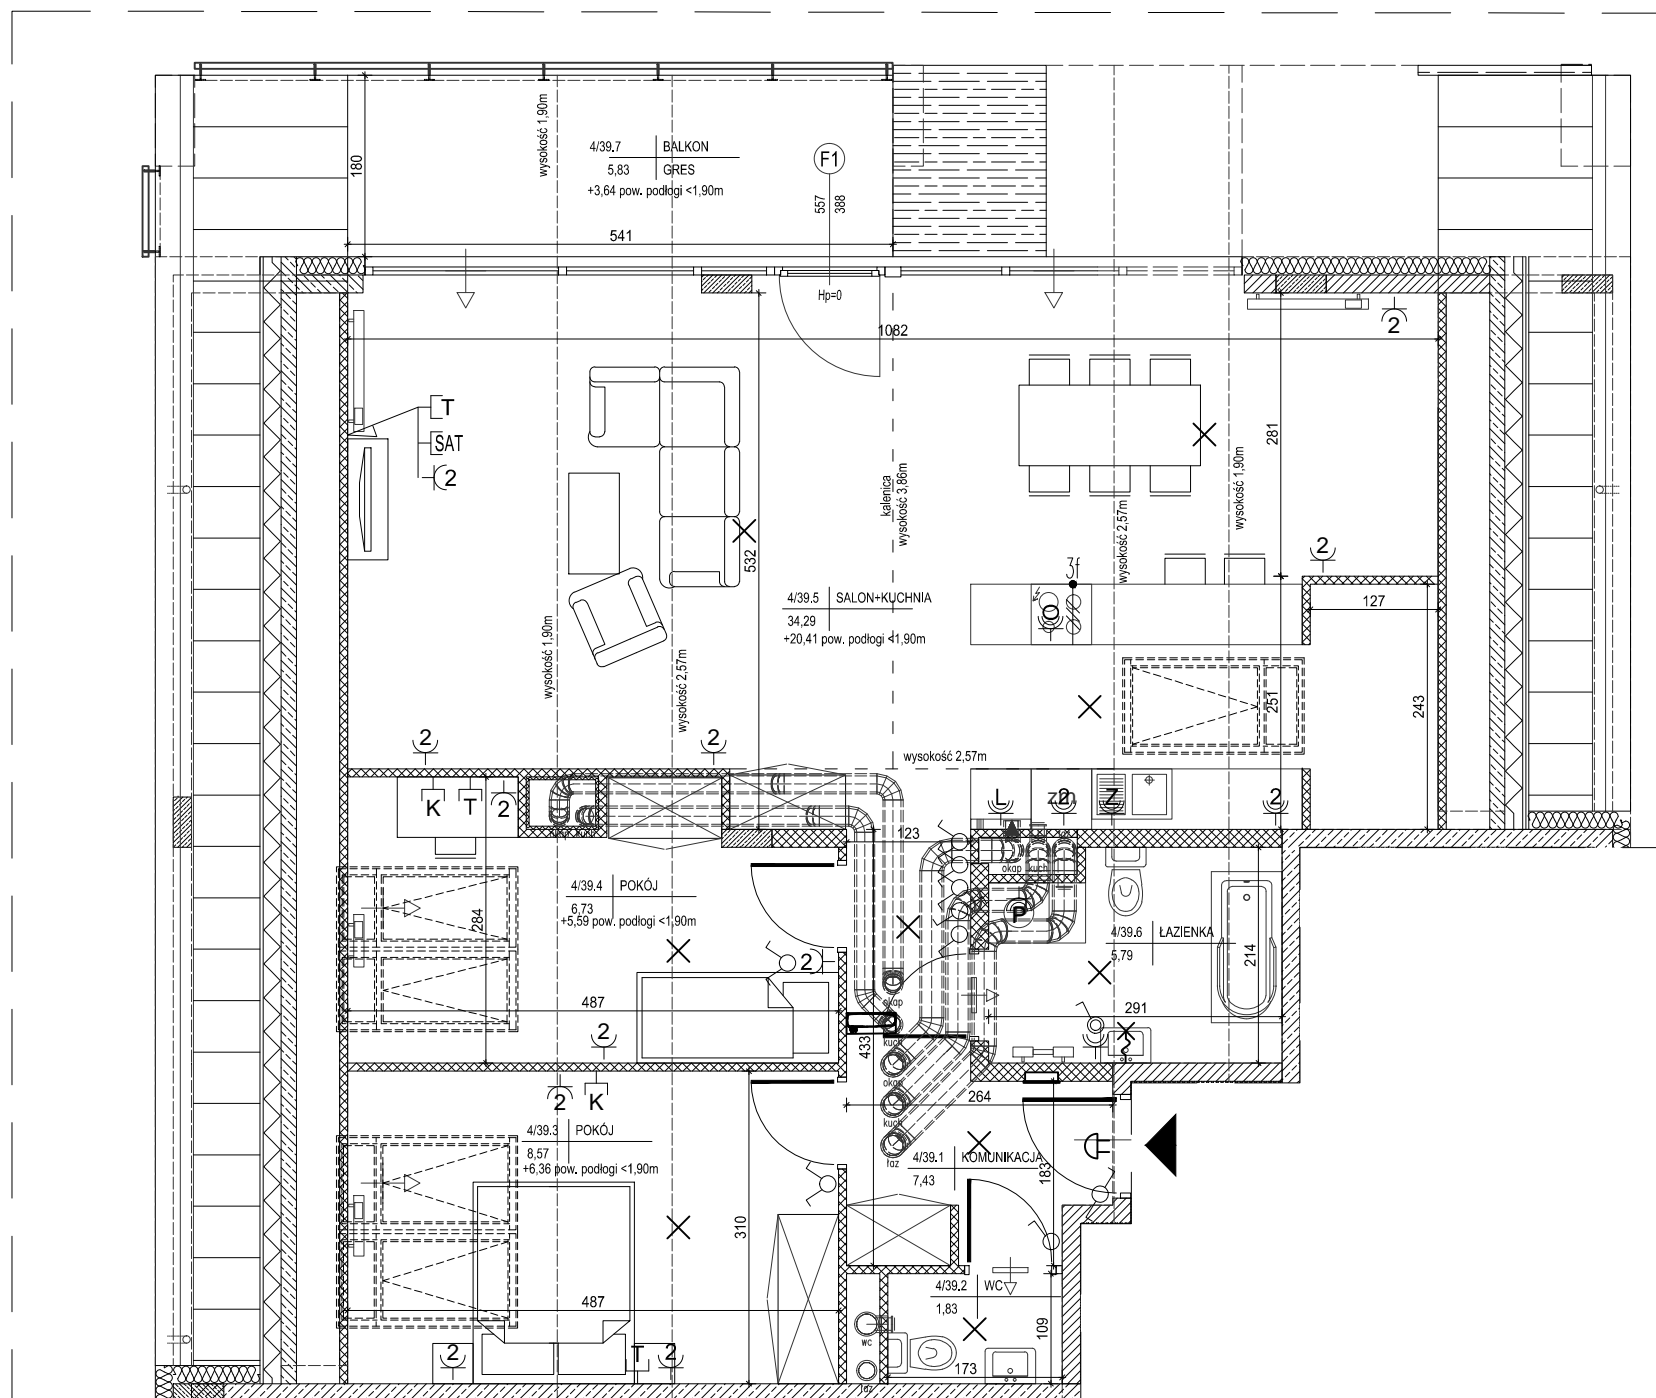 wysokość 1,90m
4/39.7 BALKON
5,83 GRES
+3,64 pow. podłogi <1,90m
F1
557
388
180
541
Hp=0
1082
2
T
SAT
2
281
kalenica
wysokość 3,86m
wysokość 2,57m
wysokość 1,90m
532
2
3f
4/39.5 SALON+KUCHNIA
34,29
+20,41 pow. podłogi <1,90m
127
wysokość 1,90m
wysokość 2,57m
251
243
2
2
wysokość 2,57m
K
T
2
L
zm
2
Z
2
123
okap
kuch
4/39.4 POKÓJ
6,73
+5,59 pow. podłogi <1,90m
284
P
4/39.6 ŁAZIENKA
5,79
214
2
487
okap
291
2
433
kuch
okap
264
2
K
kuch
4/39.3 POKÓJ
8,57
+6,36 pow. podłogi <1,90m
łaz
4/39.1 KOMUNIKACJA
7,43
183
T
310
4/39.2 WC
1,83
487
109
wc
2
T
2
173
łaz